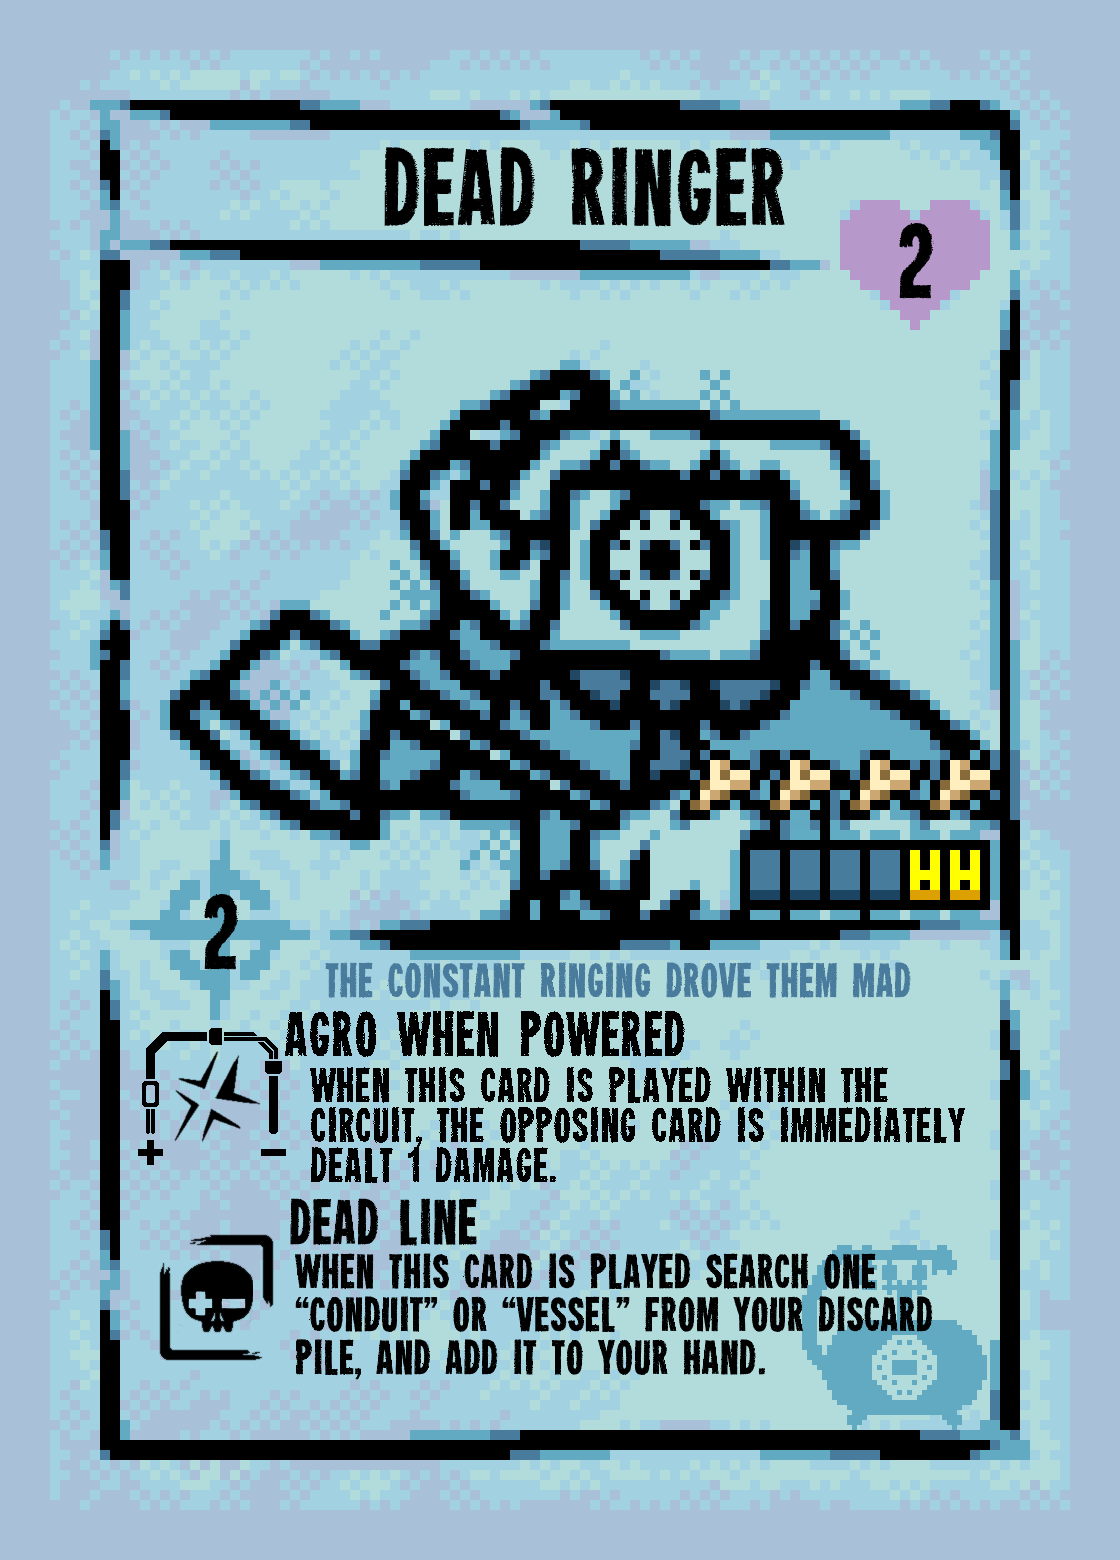 DEAD RINGER
2
2
THE CONSTANT RINGING DROVE THEM MAD
AGRO WHEN POWERED
WHEN THIS CARD IS PLAYED WITHIN THE
CIRCUIT, THE OPPOSING CARD IS IMMEDIATELY
DEALT 1 DAMAGE.
+ −
DEAD LINE
WHEN THIS CARD IS PLAYED SEARCH ONE
“CONDUIT” OR “VESSEL” FROM YOUR DISCARD
PILE, AND ADD IT TO YOUR HAND.